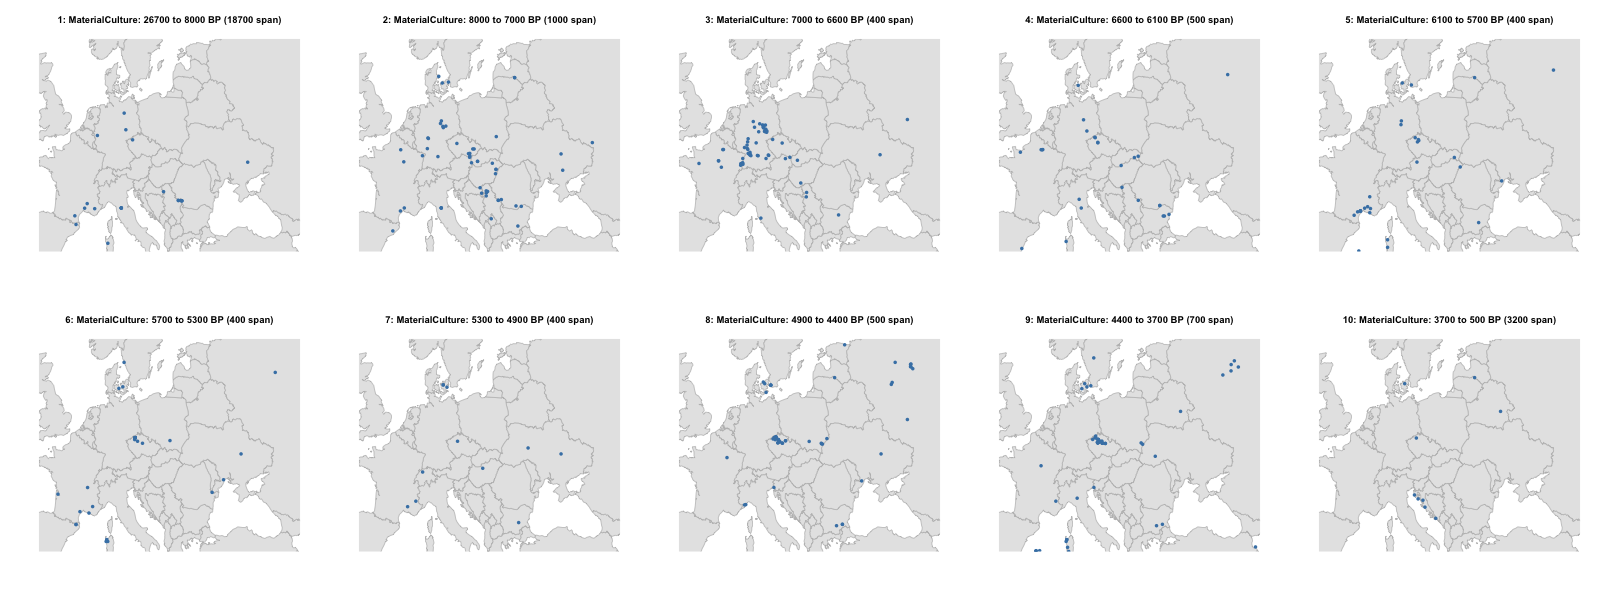 1: MaterialCulture: 26700 to 8000 BP (18700 span)
2: MaterialCulture: 8000 to 7000 BP (1000 span)
3: MaterialCulture: 7000 to 6600 BP (400 span)
4: MaterialCulture: 6600 to 6100 BP (500 span)
5: MaterialCulture: 6100 to 5700 BP (400 span)
6: MaterialCulture: 5700 to 5300 BP (400 span)
7: MaterialCulture: 5300 to 4900 BP (400 span)
8: MaterialCulture: 4900 to 4400 BP (500 span)
9: MaterialCulture: 4400 to 3700 BP (700 span)
10: MaterialCulture: 3700 to 500 BP (3200 span)